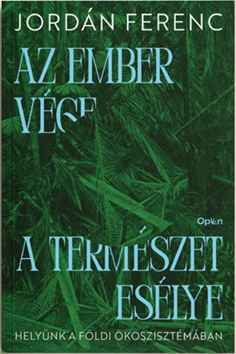 JORDÁN FERENC
AZ EMBER
VÉGE
Open
A TERMÉSZET
ESÉLYE
HELYÜNK A FÖLDI ÖKOSZISZTÉMÁBAN